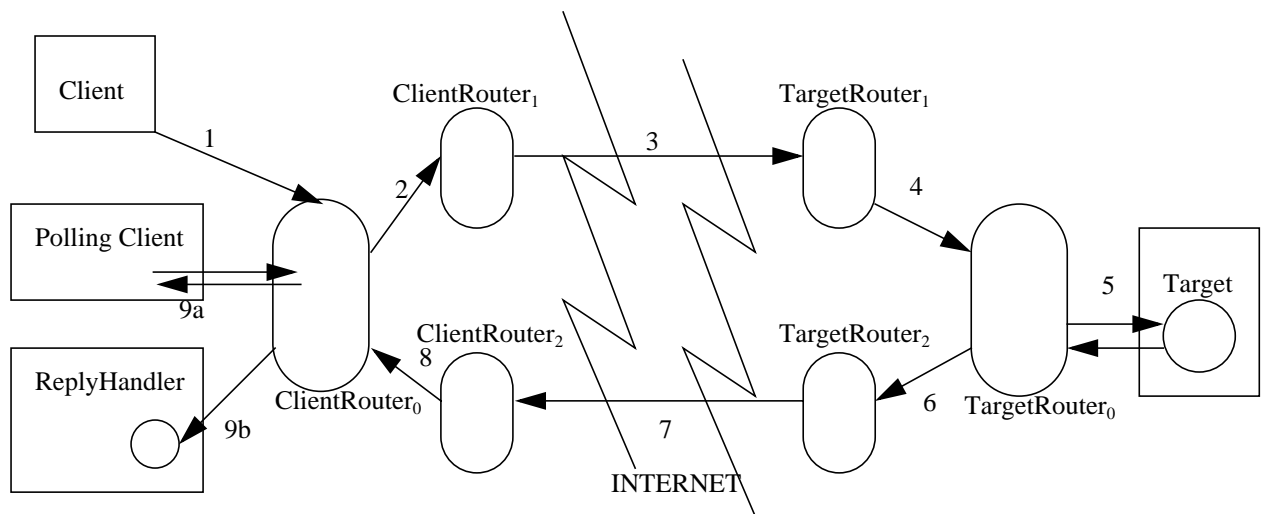 Client
ClientRouter₁
TargetRouter₁
1
2
3
4
Polling Client
9a
5
Target
ClientRouter₂
TargetRouter₂
8
ReplyHandler
ClientRouter₀
6
TargetRouter₀
9b
7
INTERNET